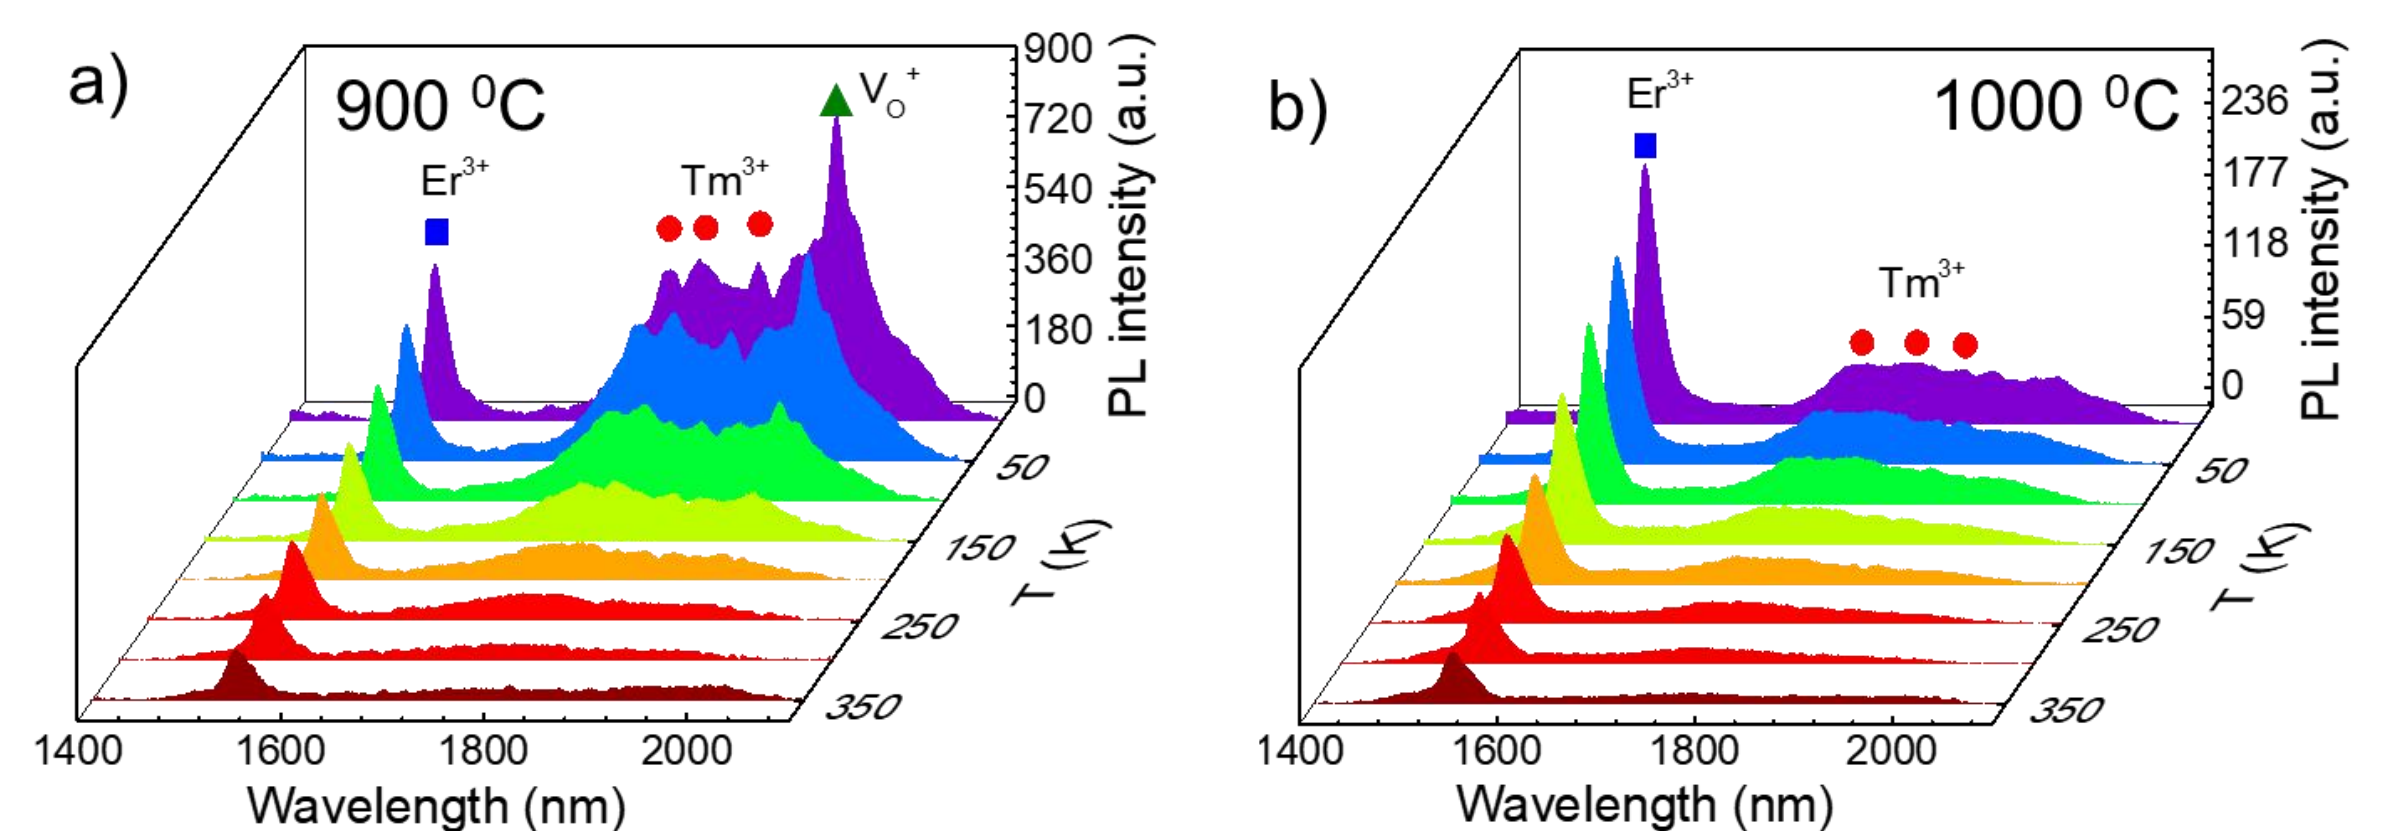 a)
900 ⁰C
Er³⁺
Tm³⁺
V_O⁺
900
720
540
360
180
0
PL intensity (a.u.)
50
150
250
350
T (K)
1400 1600 1800 2000
Wavelength (nm)
b)
1000 ⁰C
Er³⁺
Tm³⁺
236
177
118
59
0
PL intensity (a.u.)
50
150
250
350
T (K)
1400 1600 1800 2000
Wavelength (nm)